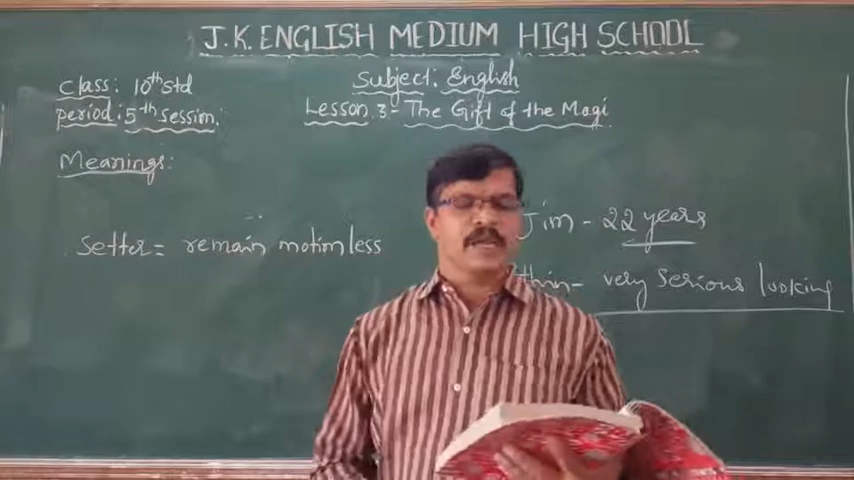 J.K. ENGLISH MEDIUM HIGH SCHOOL
Class: 10th std
Subject: English
Period: 5th Session.
Lesson.3- The Gift of the Magi
Meanings:
Jim - 22 years
Setter = remain motionless
thin - very serious looking